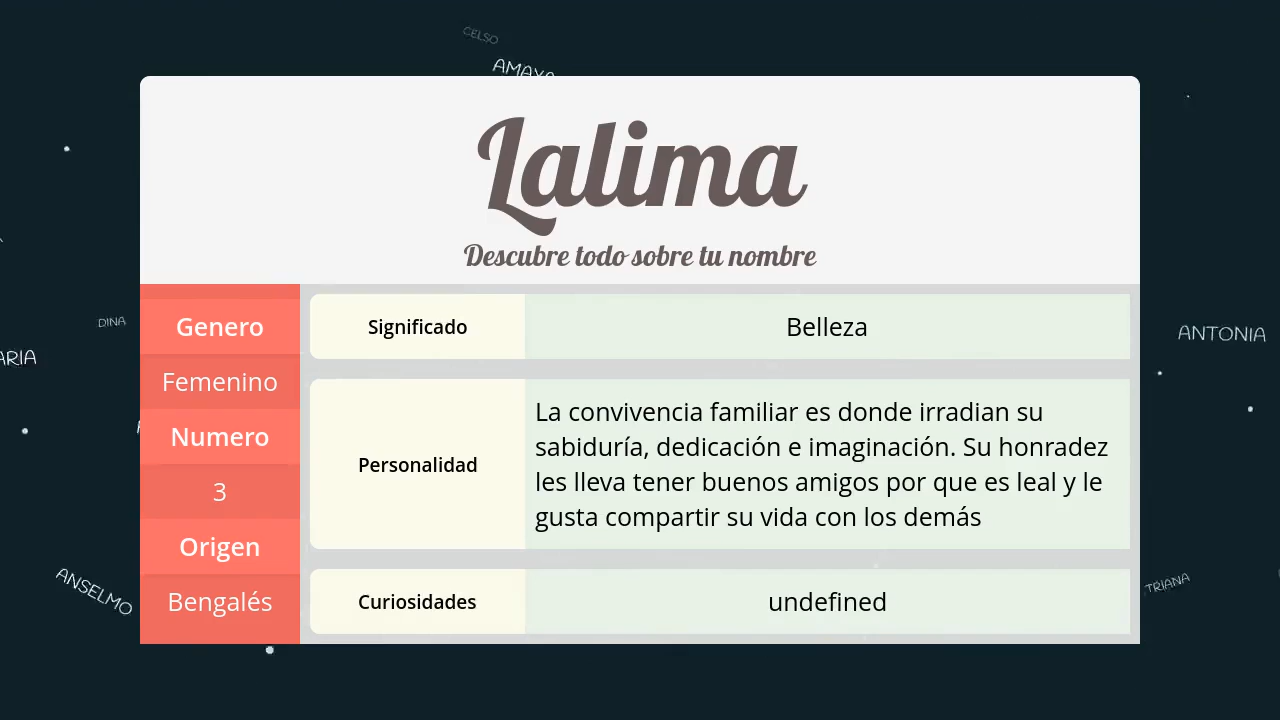 CELSO
AMAYA
Lalima
Descubre todo sobre tu nombre
Genero
Femenino
Numero
3
Origen
Bengalés
Significado
Belleza
Personalidad
La convivencia familiar es donde irradian su
sabiduría, dedicación e imaginación. Su honradez
les lleva tener buenos amigos por que es leal y le
gusta compartir su vida con los demás
Curiosidades
undefined
DINA
ARIA
ANTONIA
ANSELMO
TRIANA